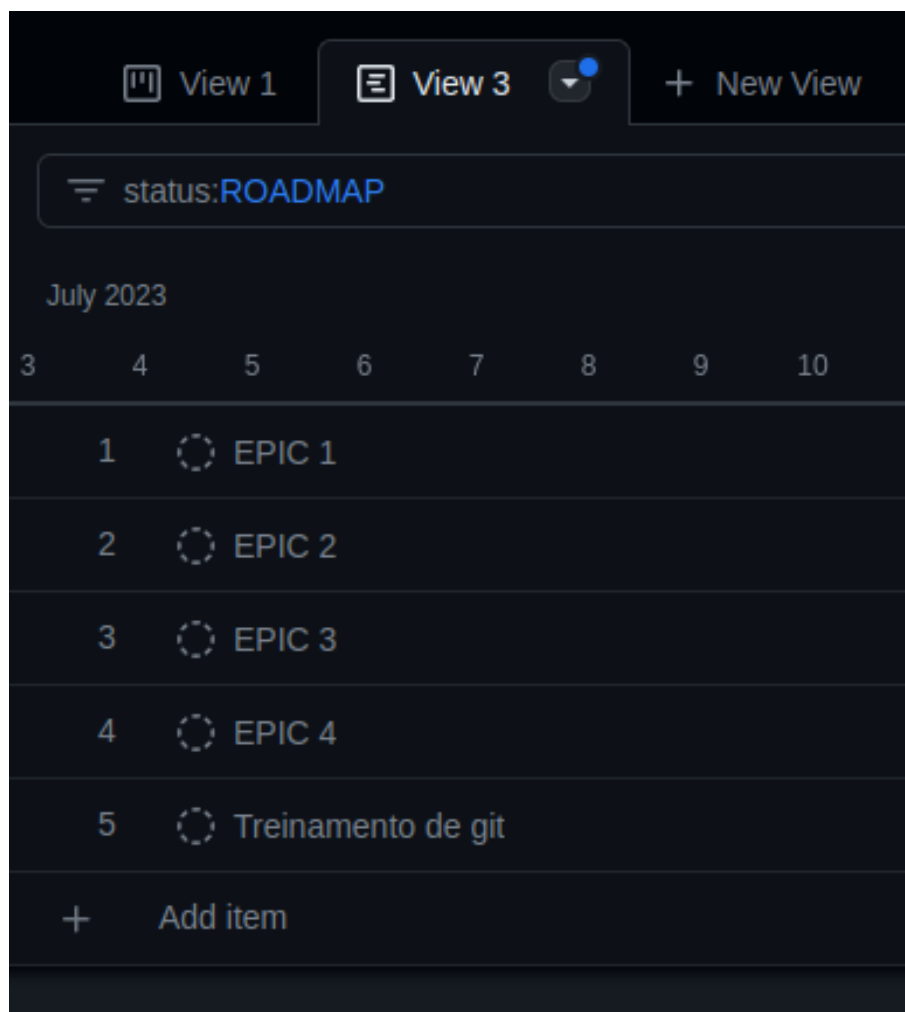 View 1 View 3 New View
status:ROADMAP
July 2023
3 4 5 6 7 8 9 10
1 EPIC 1
2 EPIC 2
3 EPIC 3
4 EPIC 4
5 Treinamento de git
+ Add item